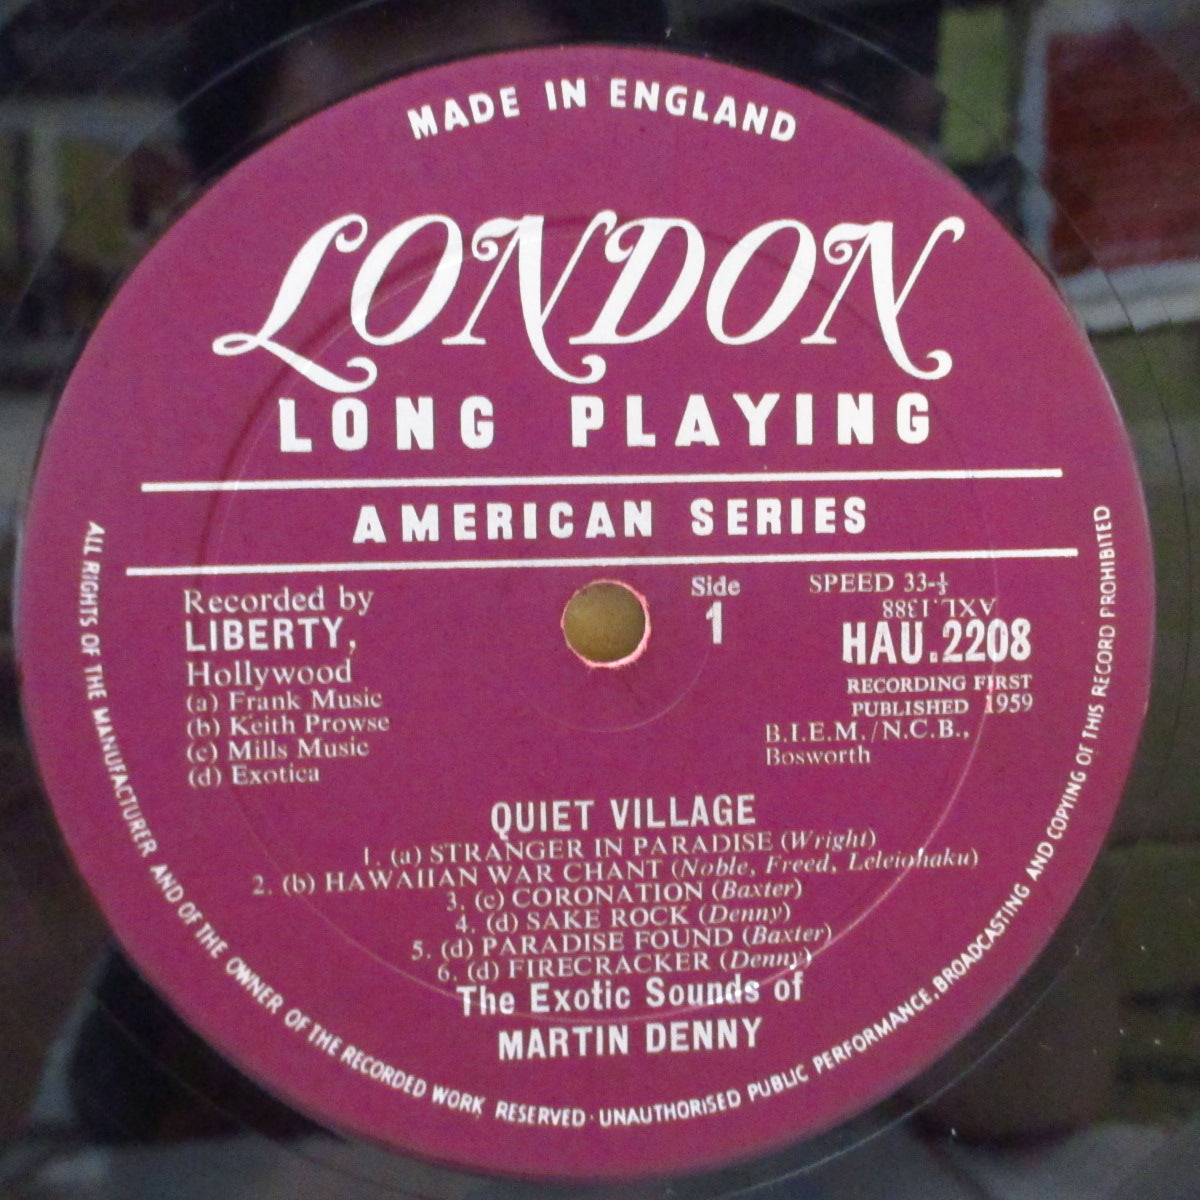 MADE IN ENGLAND
LONDON
LONG PLAYING
AMERICAN SERIES
Recorded by
LIBERTY,
Hollywood
(a) Frank Music
(b) Keith Prowse
(c) Mills Music
(d) Exotica
Side
1
SPEED 33-⅓
AXL.1388
HAU.2208
RECORDING FIRST
PUBLISHED 1959
B.I.E.M./N.C.B.,
Bosworth
QUIET VILLAGE
1. (a) STRANGER IN PARADISE (Wright)
2. (b) HAWAIIAN WAR CHANT (Noble, Freed, Leleiohaku)
3. (c) CORONATION (Baxter)
4. (d) SAKE ROCK (Denny)
5. (d) PARADISE FOUND (Baxter)
6. (d) FIRECRACKER (Denny)
The Exotic Sounds of
MARTIN DENNY
ALL RIGHTS OF THE MANUFACTURER AND OF THE OWNER OF THE RECORDED WORK RESERVED · UNAUTHORISED PUBLIC PERFORMANCE, BROADCASTING AND COPYING OF THIS RECORD PROHIBITED